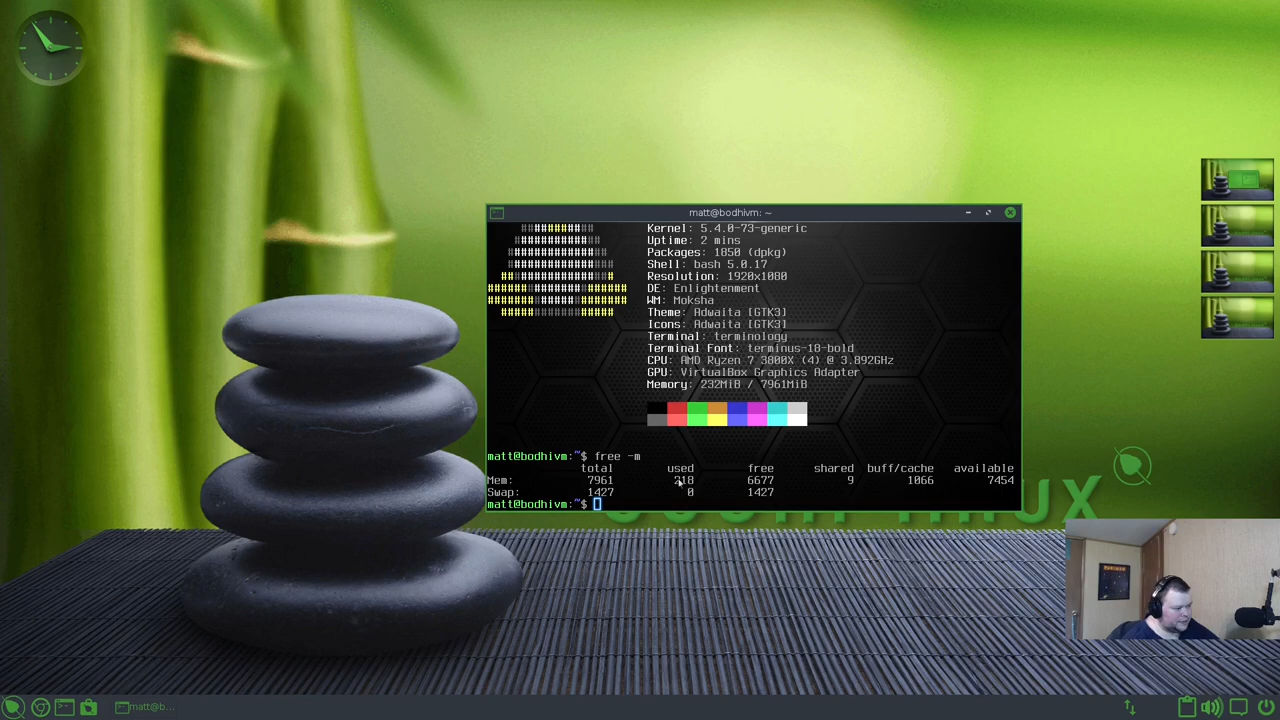 matt@bodhivm: ~
Kernel: 5.4.0-73-generic
Uptime: 2 mins
Packages: 1850 (dpkg)
Shell: bash 5.0.17
Resolution: 1920x1080
DE: Enlightenment
WM: Moksha
Theme: Adwaita [GTK3]
Icons: Adwaita [GTK3]
Terminal: terminology
Terminal Font: terminus-18-bold
CPU: AMD Ryzen 7 3800X (4) @ 3.892GHz
GPU: VirtualBox Graphics Adapter
Memory: 232MiB / 7961MiB
matt@bodhivm:~$ free -m
total used free shared buff/cache available
Mem: 7961 218 6677 9 1066 7454
Swap: 1427 0 1427
matt@bodhivm:~$
matt@b...